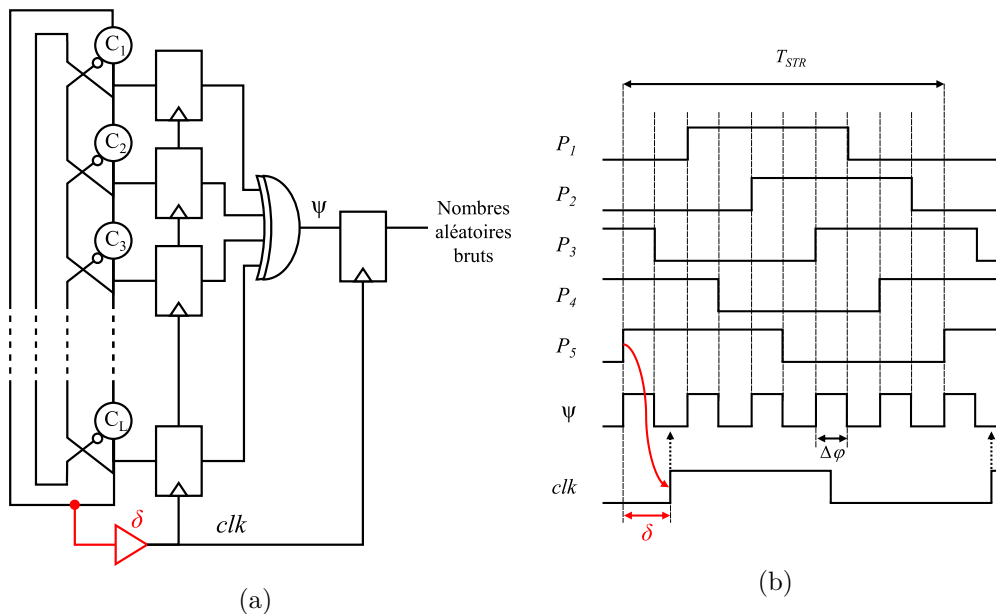 C1
C2
C3
CL
ψ
Nombres
aléatoires
bruts
δ
clk
(a)
TSTR
P1
P2
P3
P4
P5
ψ
Δφ
clk
δ
(b)